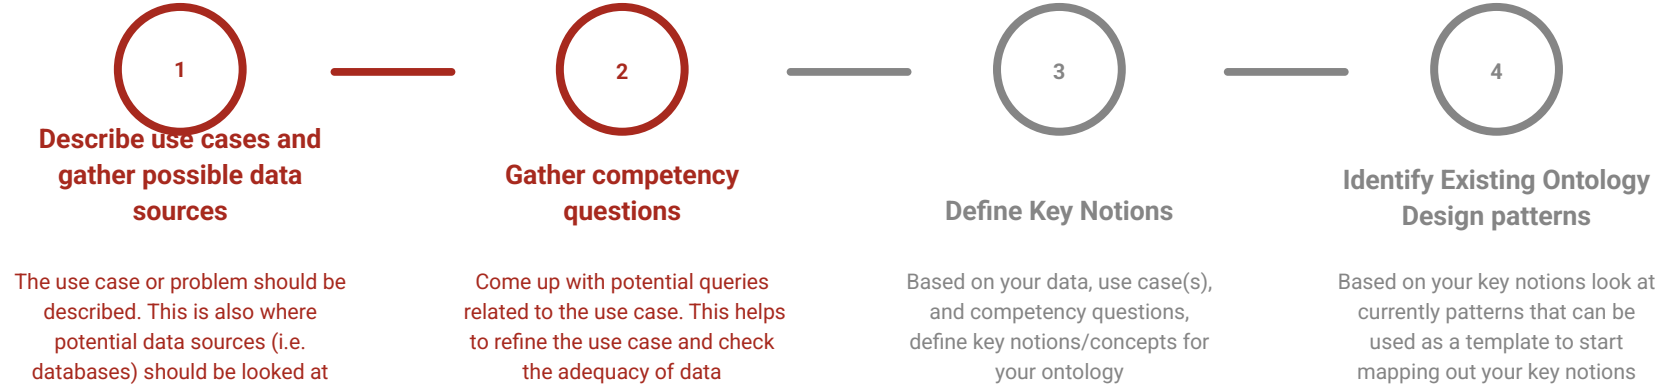 1
Describe use cases and
gather possible data
sources
The use case or problem should be
described. This is also where
potential data sources (i.e.
databases) should be looked at
2
Gather competency
questions
Come up with potential queries
related to the use case. This helps
to refine the use case and check
the adequacy of data
3
Define Key Notions
Based on your data, use case(s),
and competency questions,
define key notions/concepts for
your ontology
4
Identify Existing Ontology
Design patterns
Based on your key notions look at
currently patterns that can be
used as a template to start
mapping out your key notions